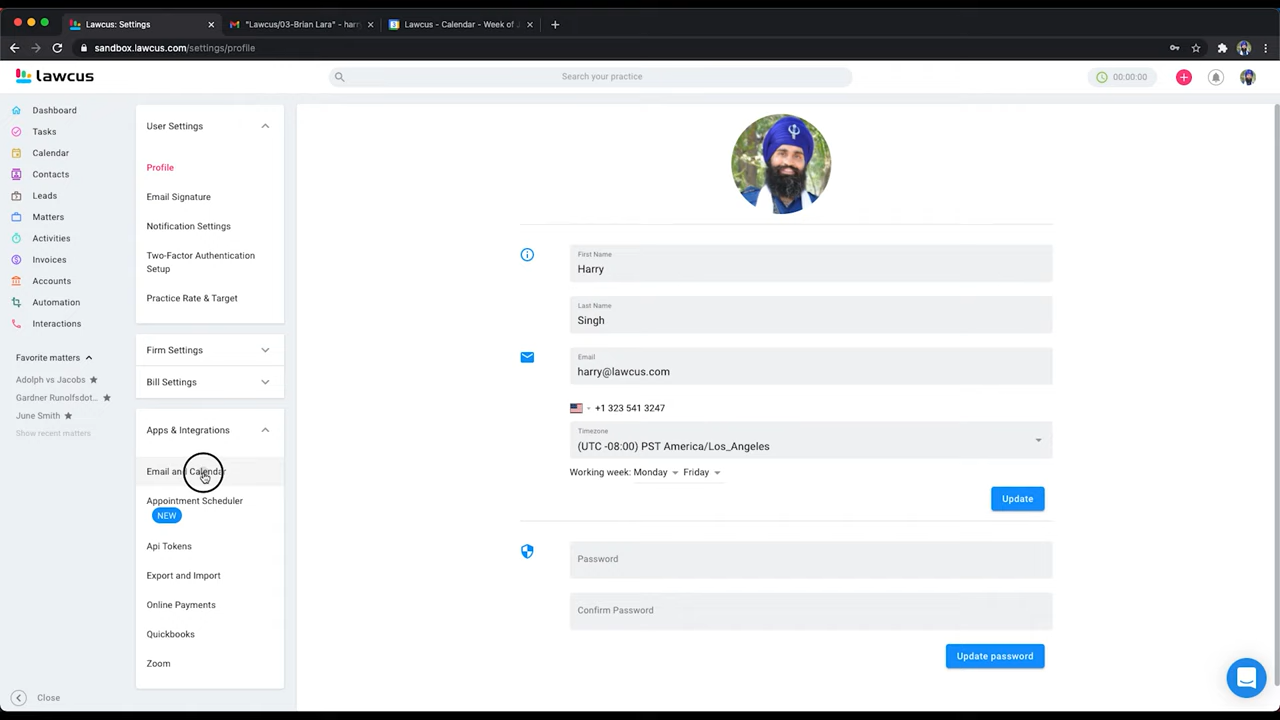 Lawcus: Settings
"Lawcus/03-Brian Lara" - harr
Lawcus - Calendar - Week of J
sandbox.lawcus.com/settings/profile
lawcus
Search your practice
00:00:00
Dashboard
Tasks
Calendar
Contacts
Leads
Matters
Activities
Invoices
Accounts
Automation
Interactions
Favorite matters
Adolph vs Jacobs
Gardner Runolfsdot...
June Smith
Show recent matters
Close
User Settings
Profile
Email Signature
Notification Settings
Two-Factor Authentication
Setup
Practice Rate & Target
Firm Settings
Bill Settings
Apps & Integrations
Email and Calendar
Appointment Scheduler
NEW
Api Tokens
Export and Import
Online Payments
Quickbooks
Zoom
First Name
Harry
Last Name
Singh
Email
harry@lawcus.com
+1 323 541 3247
Timezone
(UTC -08:00) PST America/Los_Angeles
Working week: Monday Friday
Update
Password
Confirm Password
Update password